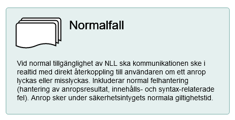 Normalfall
Vid normal tillgänglighet av NLL ska kommunikationen ske i
realtid med direkt återkoppling till användaren om ett anrop
lyckas eller misslyckas. Inkluderar normal felhantering
(hantering av anropsresultat, innehålls- och syntax-relaterade
fel). Anrop sker under säkerhetsintygets normala giltighetstid.